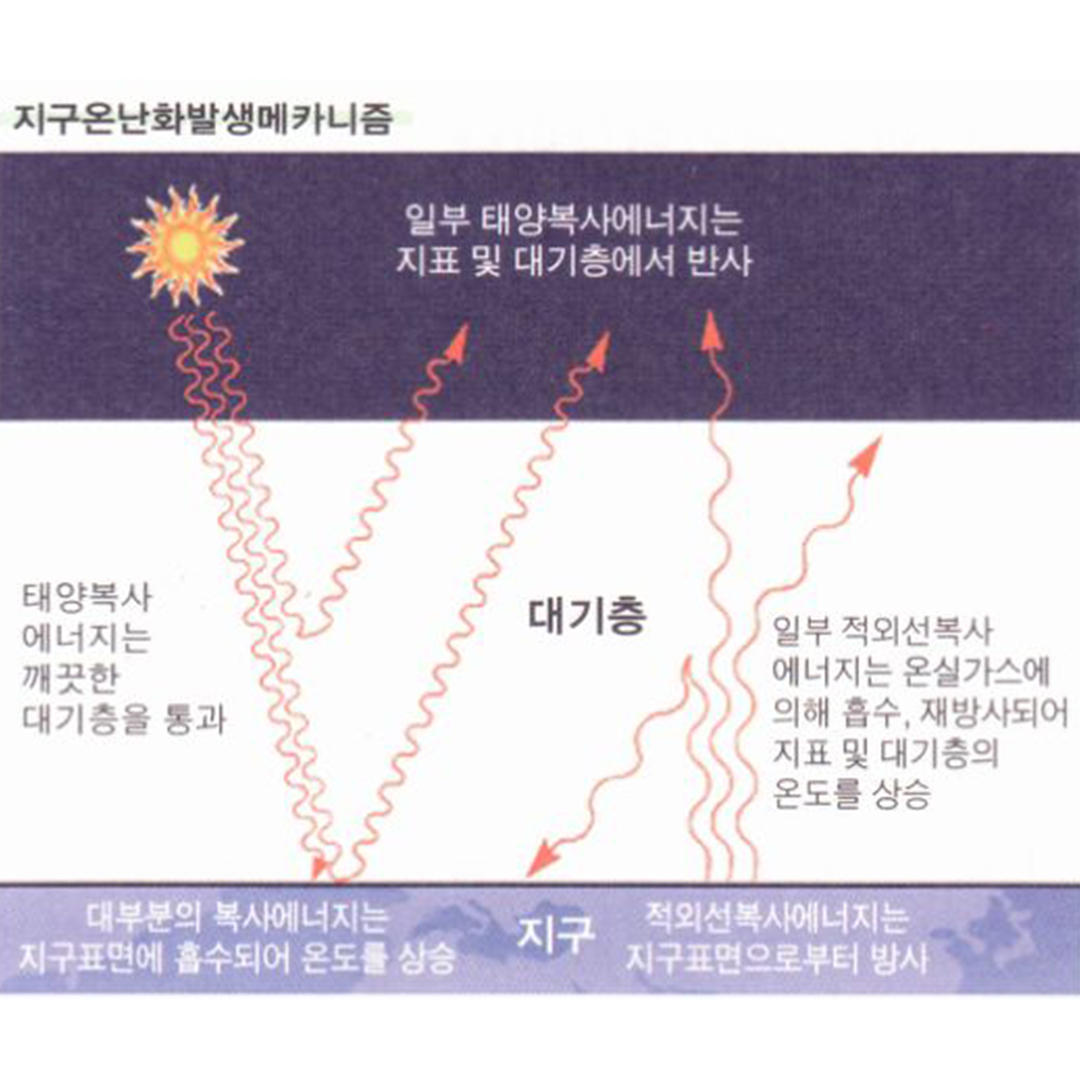 지구온난화발생메카니즘
일부 태양복사에너지는
지표 및 대기층에서 반사
태양복사
에너지는
깨끗한
대기층을 통과
대기층
일부 적외선복사
에너지는 온실가스에
의해 흡수, 재방사되어
지표 및 대기층의
온도를 상승
대부분의 복사에너지는
지구표면에 흡수되어 온도를 상승
지구
적외선복사에너지는
지구표면으로부터 방사